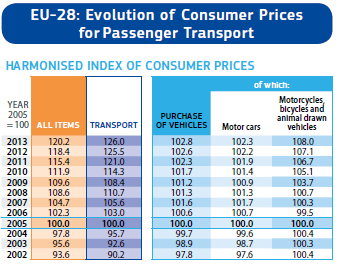 EU-28: Evolution of Consumer Prices
for Passenger Transport
HARMONISED INDEX OF CONSUMER PRICES
of which:
YEAR
2005
= 100
ALL ITEMS
TRANSPORT
PURCHASE
OF VEHICLES
Motor cars
Motorcycles,
bicycles and
animal drawn
vehicles
2013 120.2 126.0 102.8 102.3 108.0
2012 118.4 125.5 102.6 102.2 107.1
2011 115.4 121.0 102.3 101.9 106.7
2010 111.9 114.3 101.7 101.4 105.1
2009 109.6 108.4 101.2 100.9 103.7
2008 108.6 110.7 101.3 101.3 100.7
2007 104.7 105.6 101.6 101.7 100.3
2006 102.3 103.0 100.6 100.7 99.5
2005 100.0 100.0 100.0 100.0 100.0
2004 97.8 95.7 99.7 99.6 100.4
2003 95.6 92.6 98.9 98.7 100.3
2002 93.6 90.2 97.8 97.6 100.4